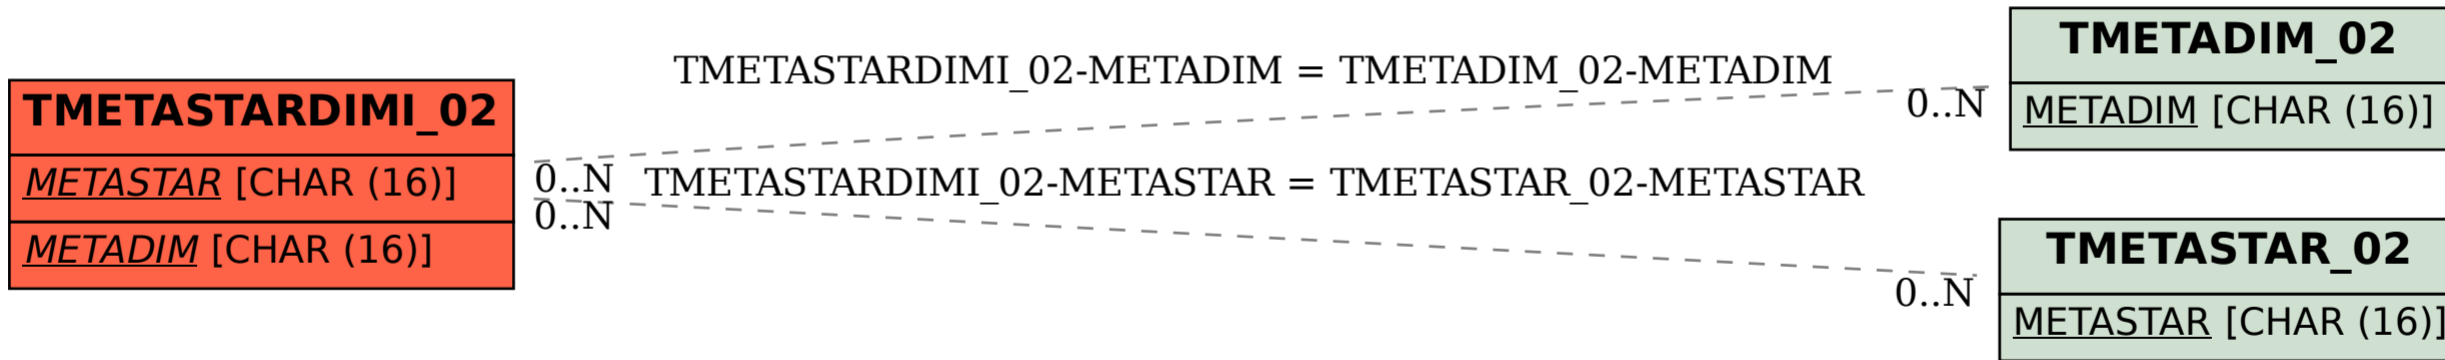 TMETASTARDIMI_02
METASTAR [CHAR (16)]
METADIM [CHAR (16)]
TMETASTARDIMI_02-METADIM = TMETADIM_02-METADIM
0..N
0..N
TMETADIM_02
METADIM [CHAR (16)]
TMETASTARDIMI_02-METASTAR = TMETASTAR_02-METASTAR
0..N
0..N
TMETASTAR_02
METASTAR [CHAR (16)]